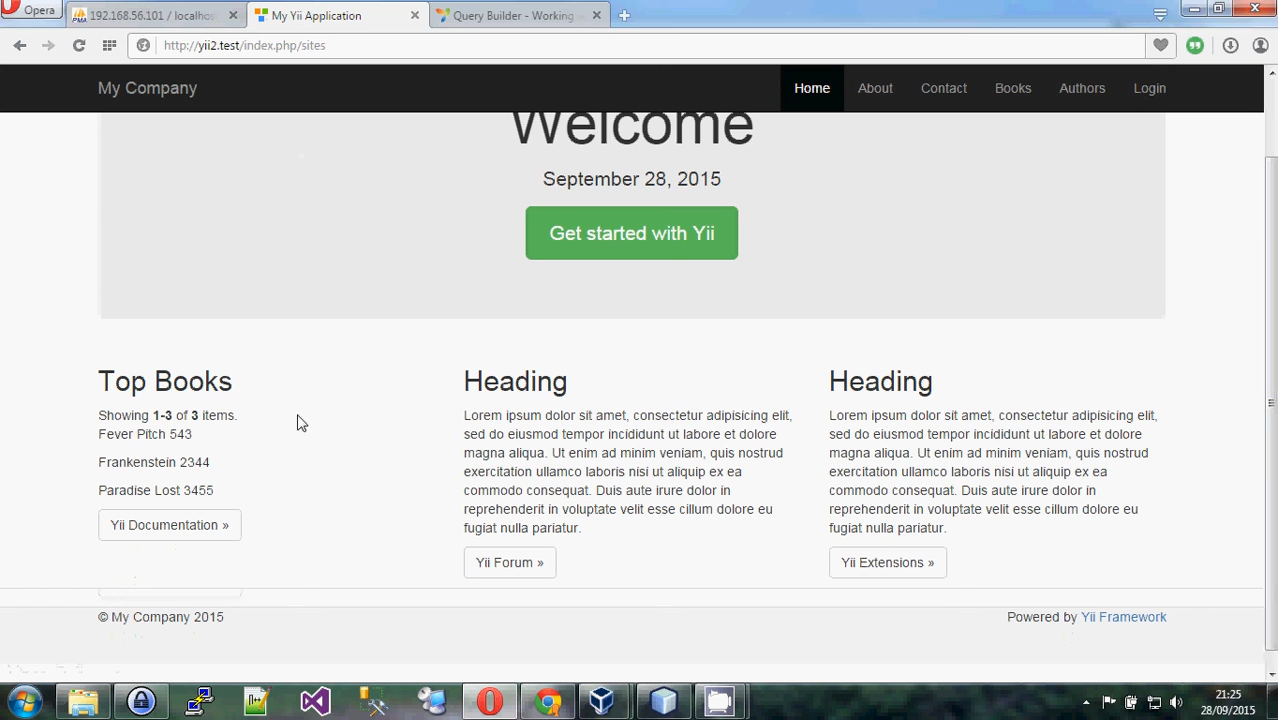 Opera
192.168.56.101 / localhos
My Yii Application
Query Builder - Working
http://yii2.test/index.php/sites
My Company
Home
About
Contact
Books
Authors
Login
Welcome
September 28, 2015
Get started with Yii
Top Books
Showing 1-3 of 3 items.
Fever Pitch 543
Frankenstein 2344
Paradise Lost 3455
Yii Documentation »
Heading
Lorem ipsum dolor sit amet, consectetur adipisicing elit,
sed do eiusmod tempor incididunt ut labore et dolore
magna aliqua. Ut enim ad minim veniam, quis nostrud
exercitation ullamco laboris nisi ut aliquip ex ea
commodo consequat. Duis aute irure dolor in
reprehenderit in voluptate velit esse cillum dolore eu
fugiat nulla pariatur.
Yii Forum »
Heading
Lorem ipsum dolor sit amet, consectetur adipisicing elit,
sed do eiusmod tempor incididunt ut labore et dolore
magna aliqua. Ut enim ad minim veniam, quis nostrud
exercitation ullamco laboris nisi ut aliquip ex ea
commodo consequat. Duis aute irure dolor in
reprehenderit in voluptate velit esse cillum dolore eu
fugiat nulla pariatur.
Yii Extensions »
© My Company 2015
Powered by Yii Framework
21:25
28/09/2015